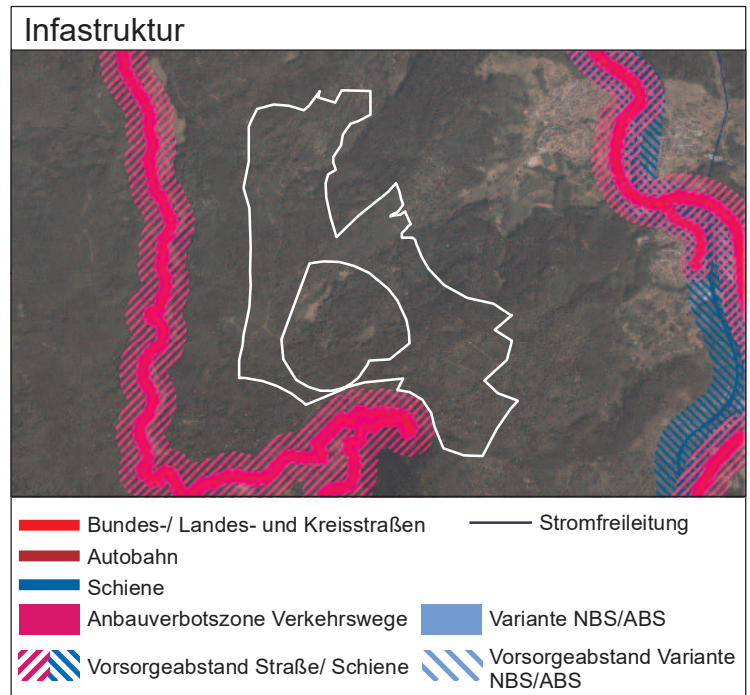 Infastruktur
Bundes-/ Landes- und Kreisstraßen
Stromfreileitung
Autobahn
Schiene
Anbauverbotszone Verkehrswege
Variante NBS/ABS
Vorsorgeabstand Straße/ Schiene
Vorsorgeabstand Variante
NBS/ABS